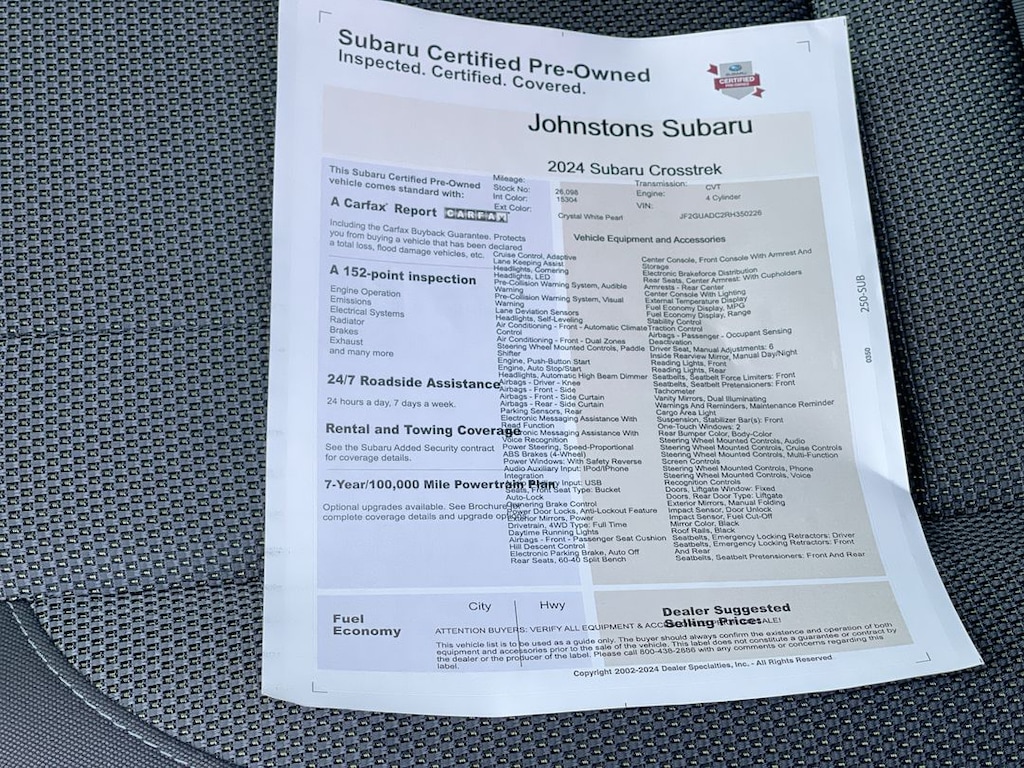 Subaru Certified Pre-Owned
Inspected. Certified. Covered.
CERTIFIED
Johnstons Subaru
2024 Subaru Crosstrek
This Subaru Certified Pre-Owned
vehicle comes standard with:
A Carfax Report CARFAX
Including the Carfax Buyback Guarantee. Protects
you from buying a vehicle that has been declared
a total loss, flood damage vehicles, etc.
A 152-point inspection
Engine Operation
Emissions
Electrical Systems
Radiator
Brakes
Exhaust
and many more
24/7 Roadside Assistance
24 hours a day, 7 days a week.
Rental and Towing Coverage
See the Subaru Added Security contract
for coverage details.
7-Year/100,000 Mile Powertrain Plan
Optional upgrades available. See Brochure for
complete coverage details and upgrade options
Mileage: 26,098
Stock No: 15304
Int Color:
Ext Color: Crystal White Pearl
Transmission: CVT
Engine: 4 Cylinder
VIN: JF2GUADC2RH350226
Vehicle Equipment and Accessories
Cruise Control, Adaptive
Lane Keeping Assist
Headlights, Cornering
Headlights, LED
Pre-Collision Warning System, Audible
Warning
Pre-Collision Warning System, Visual
Warning
Lane Deviation Sensors
Headlights, Self-Leveling
Air Conditioning - Front - Automatic Climate
Control
Air Conditioning - Front - Dual Zones
Steering Wheel Mounted Controls, Paddle
Shifter
Engine, Push-Button Start
Engine, Auto Stop/Start
Headlights, Automatic High Beam Dimmer
Airbags - Driver - Knee
Airbags - Front - Side
Airbags - Front - Side Curtain
Airbags - Rear - Side Curtain
Parking Sensors, Rear
Electronic Messaging Assistance With
Read Function
Electronic Messaging Assistance With
Voice Recognition
Power Steering, Speed-Proportional
ABS Brakes (4-Wheel)
Power Windows: With Safety Reverse
Audio Auxiliary Input: IPod/IPhone
Integration
Input: USB
Seats, Front Seat Type: Bucket
Auto-Lock
Cornering Brake Control
Power Door Locks, Anti-Lockout Feature
Exterior Mirrors, Power
Drivetrain, 4WD Type: Full Time
Daytime Running Lights
Airbags - Front - Passenger Seat Cushion
Hill Descent Control
Electronic Parking Brake, Auto Off
Rear Seats, 60-40 Split Bench
Center Console, Front Console With Armrest And
Storage
Electronic Brakeforce Distribution
Rear Seats, Center Armrest: With Cupholders
Armrests - Rear Center
Center Console With Lighting
External Temperature Display
Fuel Economy Display, MPG
Fuel Economy Display, Range
Stability Control
Traction Control
Airbags - Passenger - Occupant Sensing
Deactivation
Driver Seat, Manual Adjustments: 6
Inside Rearview Mirror, Manual Day/Night
Reading Lights, Front
Reading Lights, Rear
Seatbelts, Seatbelt Force Limiters: Front
Seatbelts, Seatbelt Pretensioners: Front
Tachometer
Vanity Mirrors, Dual Illuminating
Warnings And Reminders, Maintenance Reminder
Cargo Area Light
Suspension, Stabilizer Bar(s): Front
One-Touch Windows: 2
Rear Bumper Color, Body-Color
Steering Wheel Mounted Controls, Audio
Steering Wheel Mounted Controls, Cruise Controls
Steering Wheel Mounted Controls, Multi-Function
Screen Controls
Steering Wheel Mounted Controls, Phone
Steering Wheel Mounted Controls, Voice
Recognition Controls
Doors, Liftgate Window: Fixed
Doors, Rear Door Type: Liftgate
Exterior Mirrors, Manual Folding
Impact Sensor, Door Unlock
Impact Sensor, Fuel Cut-Off
Mirror Color, Black
Roof Rails, Black
Seatbelts, Emergency Locking Retractors: Driver
Seatbelts, Emergency Locking Retractors: Front
And Rear
Seatbelts, Seatbelt Pretensioners: Front And Rear
250-SUB
0350
Fuel
Economy
City
Hwy
Dealer Suggested
Selling Price:
ATTENTION BUYERS: VERIFY ALL EQUIPMENT & SALE!
This vehicle list is to be used as a guide only. The buyer should always confirm the existence and operation of both
equipment and accessories prior to the sale of the vehicle. This label does not constitute a guarantee or contract by
the dealer or the producer of the label. Please call 800-438-2886 with any comments or concerns regarding this
label.
Copyright 2002-2024 Dealer Specialties, Inc. - All Rights Reserved